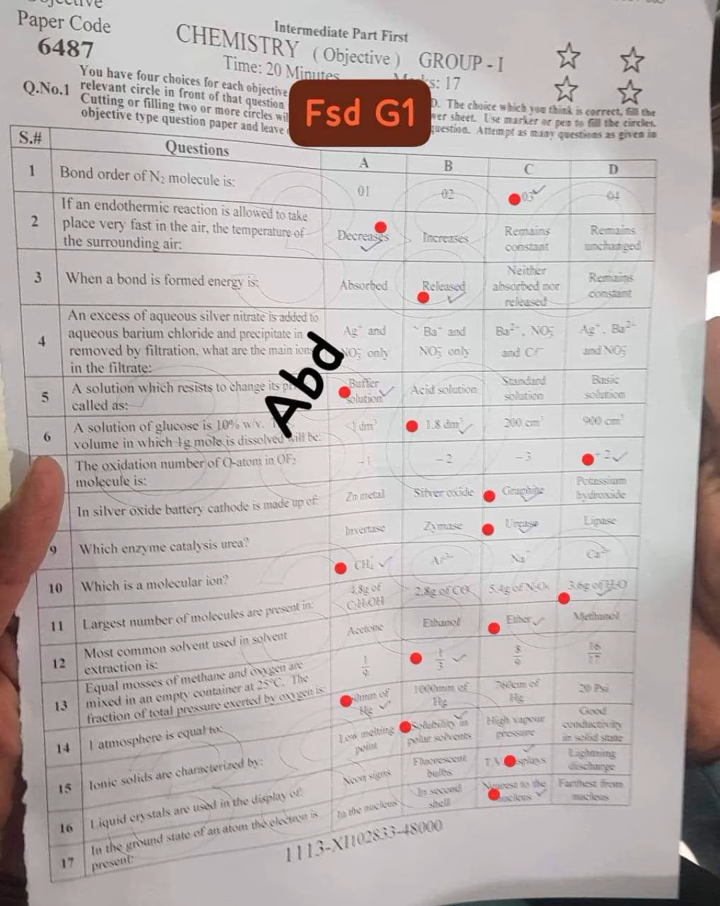 Paper Code
6487
Intermediate Part First
CHEMISTRY (Objective) GROUP - I
Time: 20 Minutes
: 17
Fsd G1
Q.No.1
You have four choices for each objective
D. The choice which you think is correct, fill the
relevant circle in front of that question
Use marker or pen to fill the circles.
Cutting or filling two or more circles
question. Attempt as many questions as given in
objective type question paper and leave
S.# Questions A B C D
1 Bond order of N₂ molecule is: 01 02 03 04
2 If an endothermic reaction is allowed to take
place very fast in the air, the temperature of
the surrounding air:
Decreases Increases Remains
constant Remains
unchanged
3 When a bond is formed energy is: Absorbed Released Neither
absorbed nor
released Remains
constant
4 An excess of aqueous silver nitrate is added to
aqueous barium chloride and precipitate in
removed by filtration, what are the main
in the filtrate:
Ag⁺ and
NO₃⁻ only
and
NO₃⁻ only
Ba²⁺, NO₃⁻
and Cl⁻
Ag⁺, Ba²⁺
and NO₃⁻
Abd
5 A solution which resists to change its
called as:
Buffer
solution
Acid solution
Standard
solution
Basic
solution
6 A solution of glucose is 10% w/v.
volume in which 1g mole is dissolved will be:
1 dm³ 1.8 dm³ 200 cm³ 900 cm³
The oxidation number of O-atom in OF₂
molecule is:
-1 -2 -3 2
In silver oxide battery cathode is made up of: Zn metal Silver oxide Graphite Potassium
hydroxide
9 Which enzyme catalysis urea? Invertase Zymase Urease Lipase
10 Which is a molecular ion? Na⁺
11 Largest number of molecules are present in: 4.8g of
C₂H₅OH 2.8g of CO 5.4g of N₂O₅ 3.6g of H₂O
12 Most common solvent used in solvent
extraction is:
Acetone Ethanol Ether Methanol
13 Equal mosses of methane and oxygen are
mixed in an empty container at 25°C. The
fraction of total pressure exerted by oxygen is
1/9 1/3 8/9 16/17
14 1 atmosphere is equal to: of
Hg 1000mm of
Hg 760cm of
Hg 20 Psi
15 Ionic solids are characterized by: Low melting
point Solubility in
polar solvents High vapour
pressure Good
conductivity
in solid state
16 Liquid crystals are used in the display of: Neon signs Fluorescent
bulbs T.V Lightning
discharge
17 In the ground state of an atom the electron is
present:
In the nucleus In second
shell Nearest to the
nucleus Farthest from
nucleus
1113-X1102833-48000